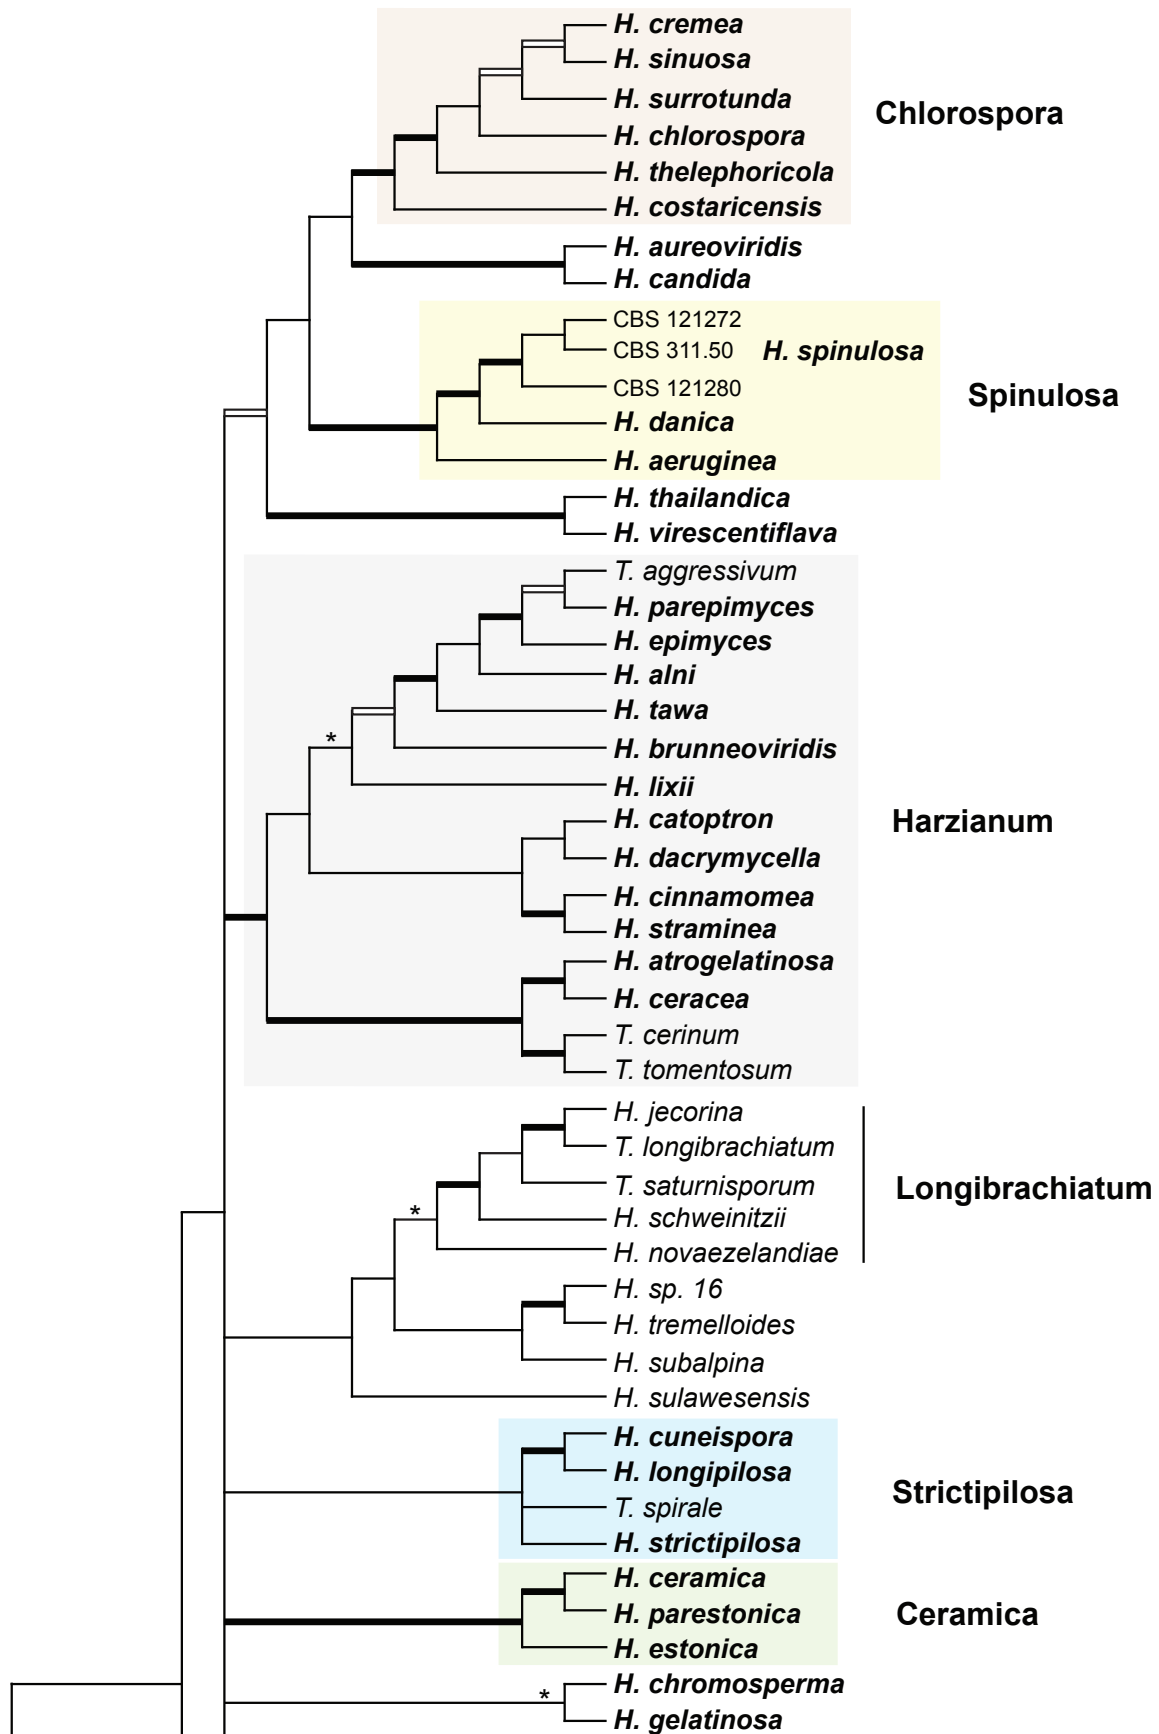 H. cremea
H. sinuosa
H. surrotunda
Chlorospora
H. chlorospora
H. thelephoricola
H. costaricensis
H. aureoviridis
H. candida
CBS 121272
CBS 311.50 H. spinulosa
CBS 121280
Spinulosa
H. danica
H. aeruginea
H. thailandica
H. virescentiflava
T. aggressivum
H. parepimyces
H. epimyces
H. alni
H. tawa
*
H. brunneoviridis
H. lixii
H. catoptron
Harzianum
H. dacrymycella
H. cinnamomea
H. straminea
H. atrogelatinosa
H. ceracea
T. cerinum
T. tomentosum
H. jecorina
T. longibrachiatum
T. saturnisporum
Longibrachiatum
*
H. schweinitzii
H. novaezelandiae
H. sp. 16
H. tremelloides
H. subalpina
H. sulawesensis
H. cuneispora
H. longipilosa
Strictipilosa
T. spirale
H. strictipilosa
H. ceramica
H. parestonica
Ceramica
H. estonica
H. chromosperma
*
H. gelatinosa